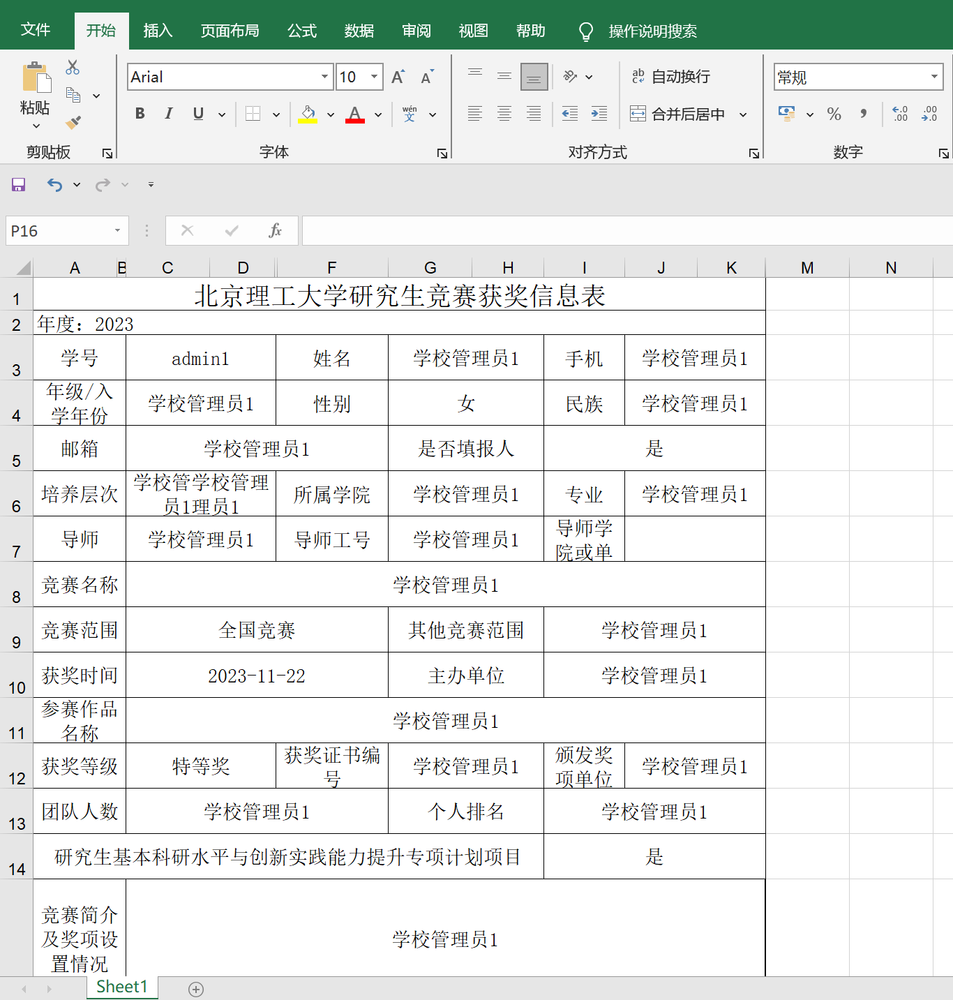 文件 开始 插入 页面布局 公式 数据 审阅 视图 帮助 操作说明搜索
Arial 10 自动换行 常规
粘贴 B I U A wén 文 合并后居中 % , .0 .00 .00 .0
剪贴板 字体 对齐方式 数字
P16 fx
A B C D F G H I J K M N
1 北京理工大学研究生竞赛获奖信息表
2 年度：2023
3 学号 admin1 姓名 学校管理员1 手机 学校管理员1
4 年级/入学年份 学校管理员1 性别 女 民族 学校管理员1
5 邮箱 学校管理员1 是否填报人 是
6 培养层次 学校管学校管理员1理员1 所属学院 学校管理员1 专业 学校管理员1
7 导师 学校管理员1 导师工号 学校管理员1 导师学院或单
8 竞赛名称 学校管理员1
9 竞赛范围 全国竞赛 其他竞赛范围 学校管理员1
10 获奖时间 2023-11-22 主办单位 学校管理员1
11 参赛作品名称 学校管理员1
12 获奖等级 特等奖 获奖证书编号 学校管理员1 颁发奖项单位 学校管理员1
13 团队人数 学校管理员1 个人排名 学校管理员1
14 研究生基本科研水平与创新实践能力提升专项计划项目 是
竞赛简介及奖项设置情况 学校管理员1
Sheet1